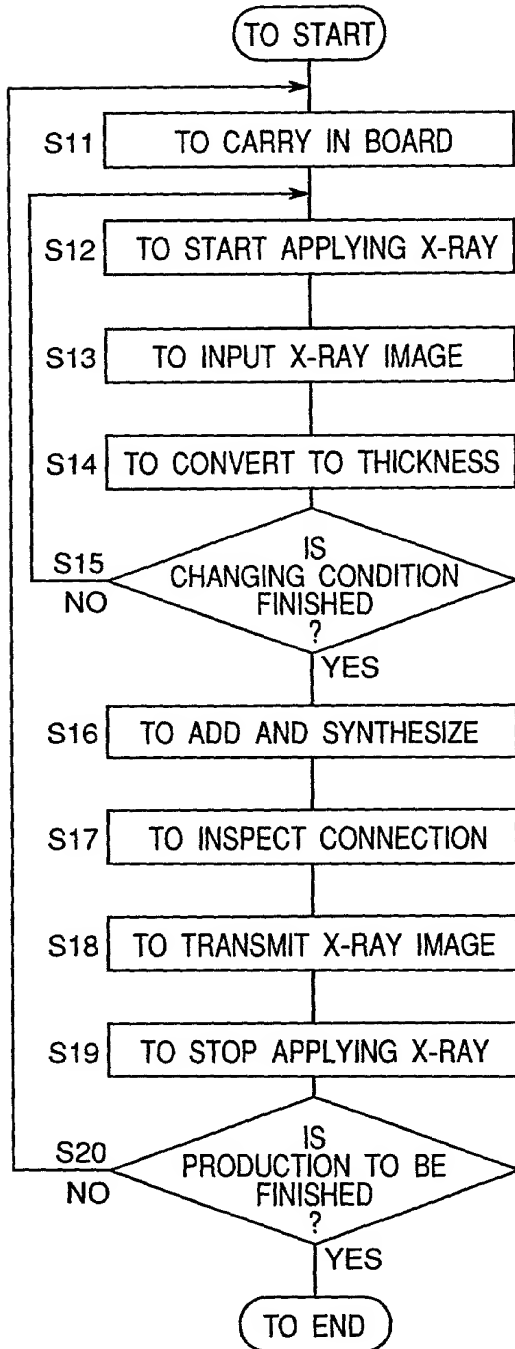 TO START
S11 TO CARRY IN BOARD
S12 TO START APPLYING X-RAY
S13 TO INPUT X-RAY IMAGE
S14 TO CONVERT TO THICKNESS
S15
NO
IS
CHANGING CONDITION
FINISHED
?
YES
S16 TO ADD AND SYNTHESIZE
S17 TO INSPECT CONNECTION
S18 TO TRANSMIT X-RAY IMAGE
S19 TO STOP APPLYING X-RAY
S20
NO
IS
PRODUCTION TO BE
FINISHED
?
YES
TO END